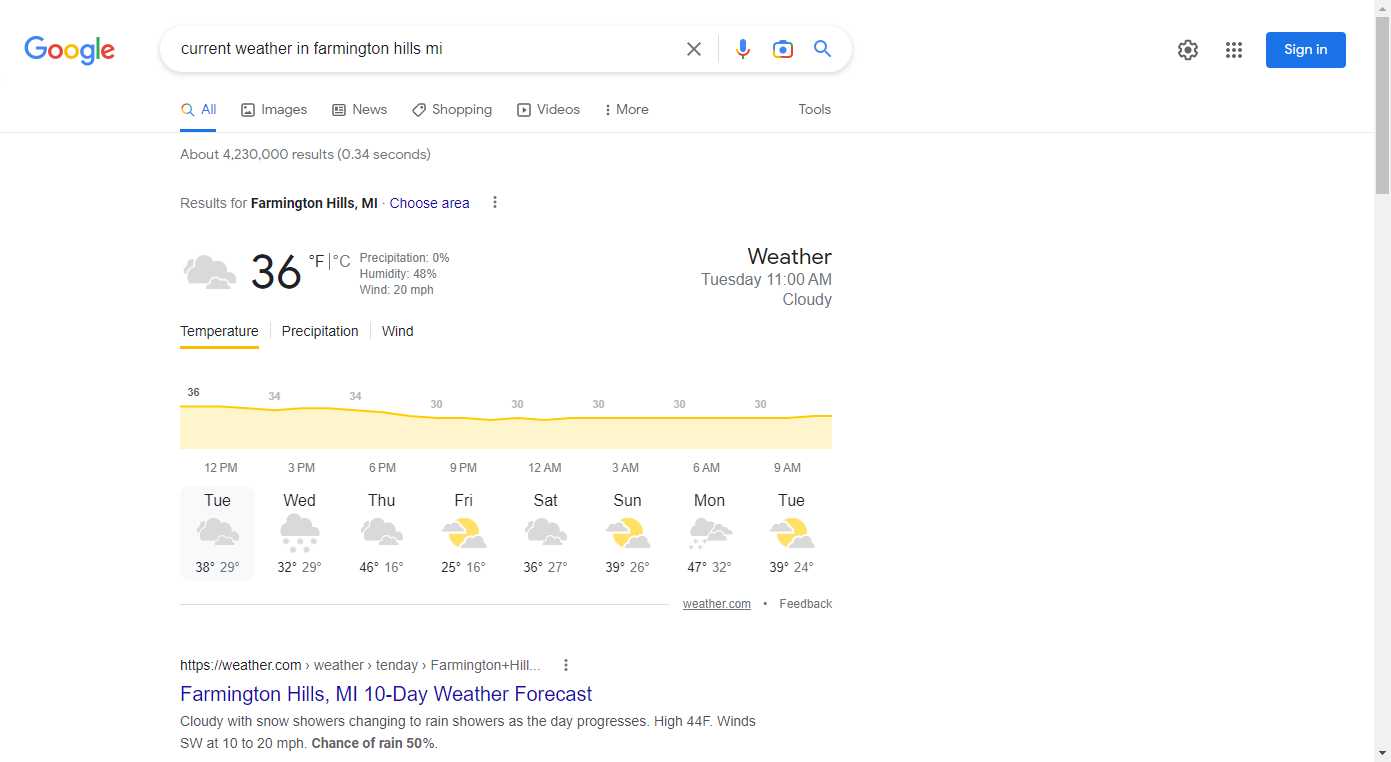 Google
current weather in farmington hills mi
Sign in
All Images News Shopping Videos More Tools
About 4,230,000 results (0.34 seconds)
Results for Farmington Hills, MI · Choose area
36 °F | °C
Precipitation: 0%
Humidity: 48%
Wind: 20 mph
Weather
Tuesday 11:00 AM
Cloudy
Temperature Precipitation Wind
36 34 34 30 30 30 30 30
12 PM 3 PM 6 PM 9 PM 12 AM 3 AM 6 AM 9 AM
Tue Wed Thu Fri Sat Sun Mon Tue
38° 29° 32° 29° 46° 16° 25° 16° 36° 27° 39° 26° 47° 32° 39° 24°
weather.com • Feedback
https://weather.com › weather › tenday › Farmington+Hill...
Farmington Hills, MI 10-Day Weather Forecast
Cloudy with snow showers changing to rain showers as the day progresses. High 44F. Winds
SW at 10 to 20 mph. Chance of rain 50%.